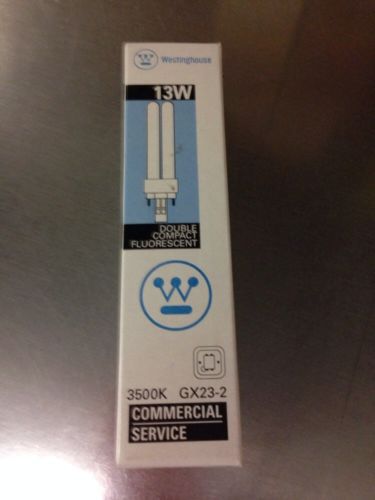 Westinghouse
13W
DOUBLE
COMPACT
FLUORESCENT
3500K GX23-2
COMMERCIAL
SERVICE